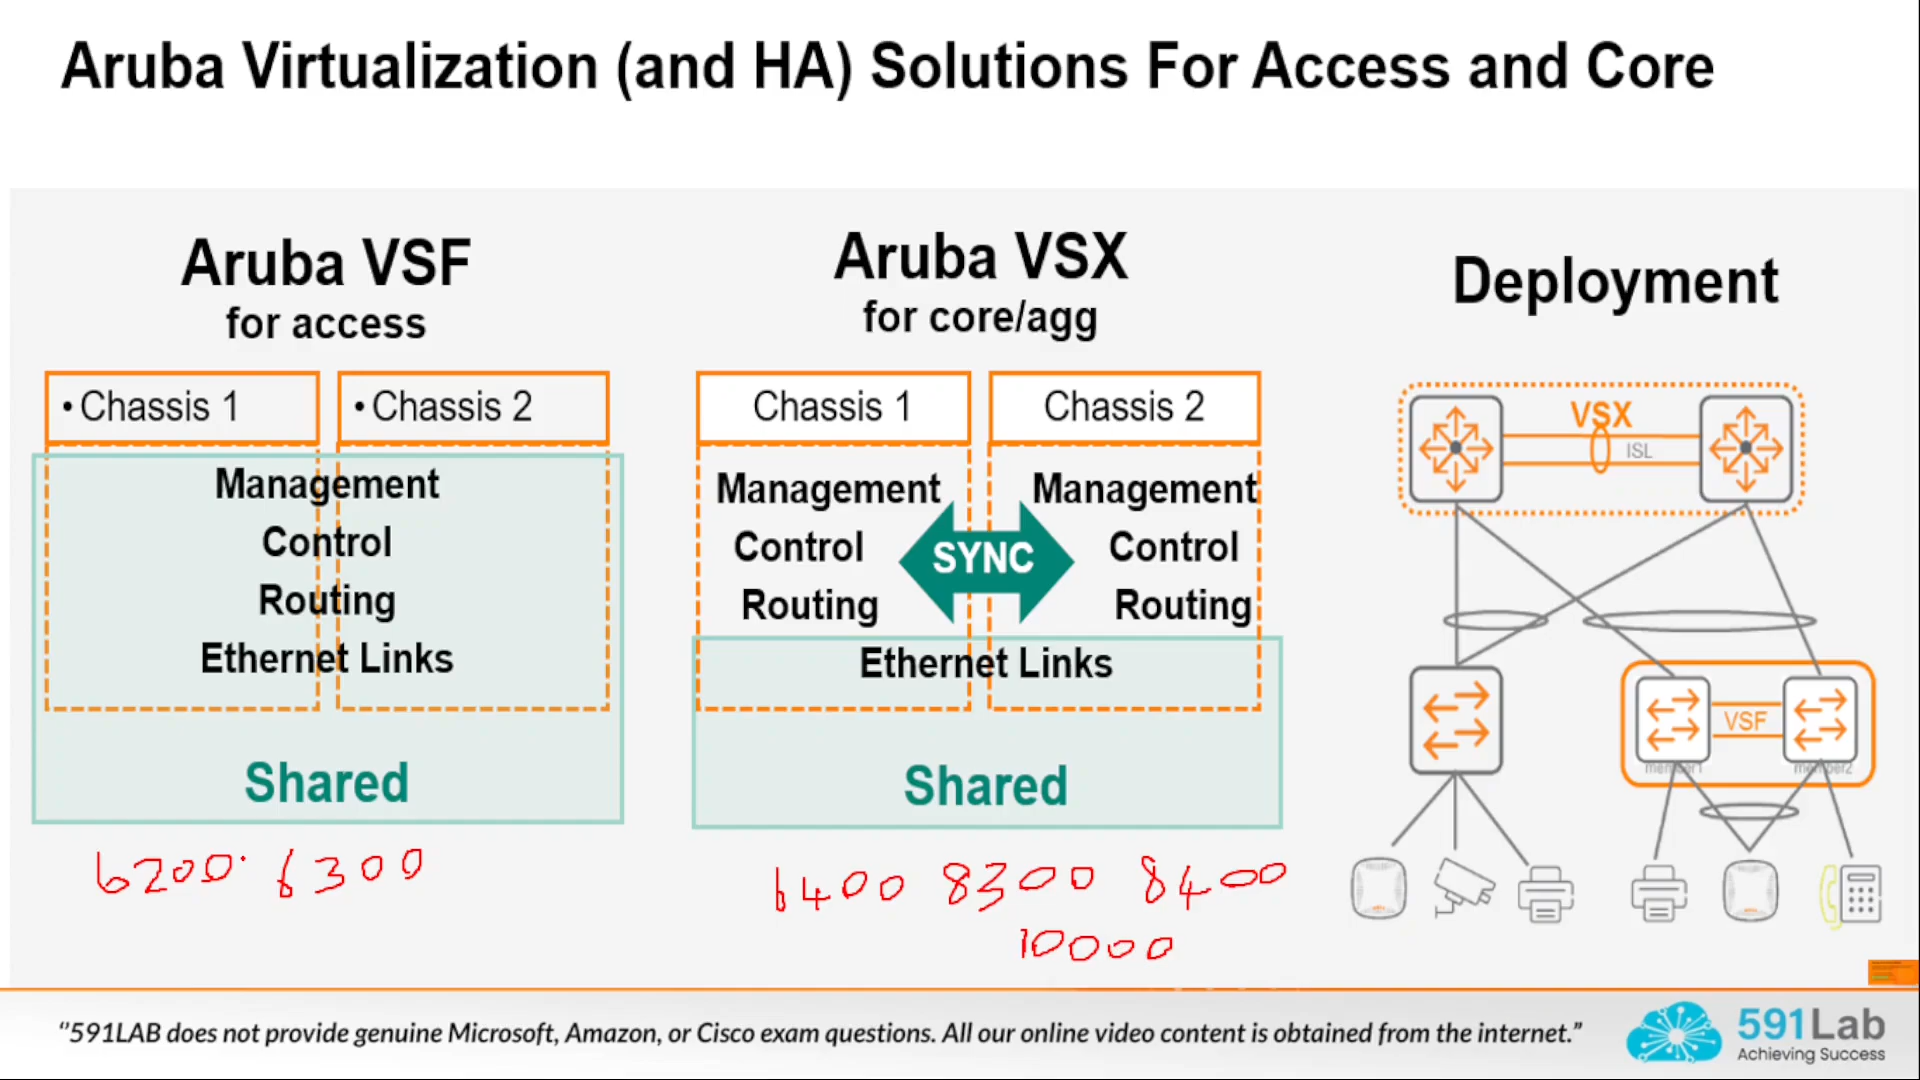 Aruba Virtualization (and HA) Solutions For Access and Core
Aruba VSF
for access
• Chassis 1
• Chassis 2
Management
Control
Routing
Ethernet Links
Shared
6200. 6300
Aruba VSX
for core/agg
Chassis 1
Chassis 2
Management
Control
Routing
SYNC
Management
Control
Routing
Ethernet Links
Shared
6400 8300 8400
10000
Deployment
VSX
ISL
VSF
member1
member2
‘’591LAB does not provide genuine Microsoft, Amazon, or Cisco exam questions. All our online video content is obtained from the internet.”
591Lab
Achieving Success